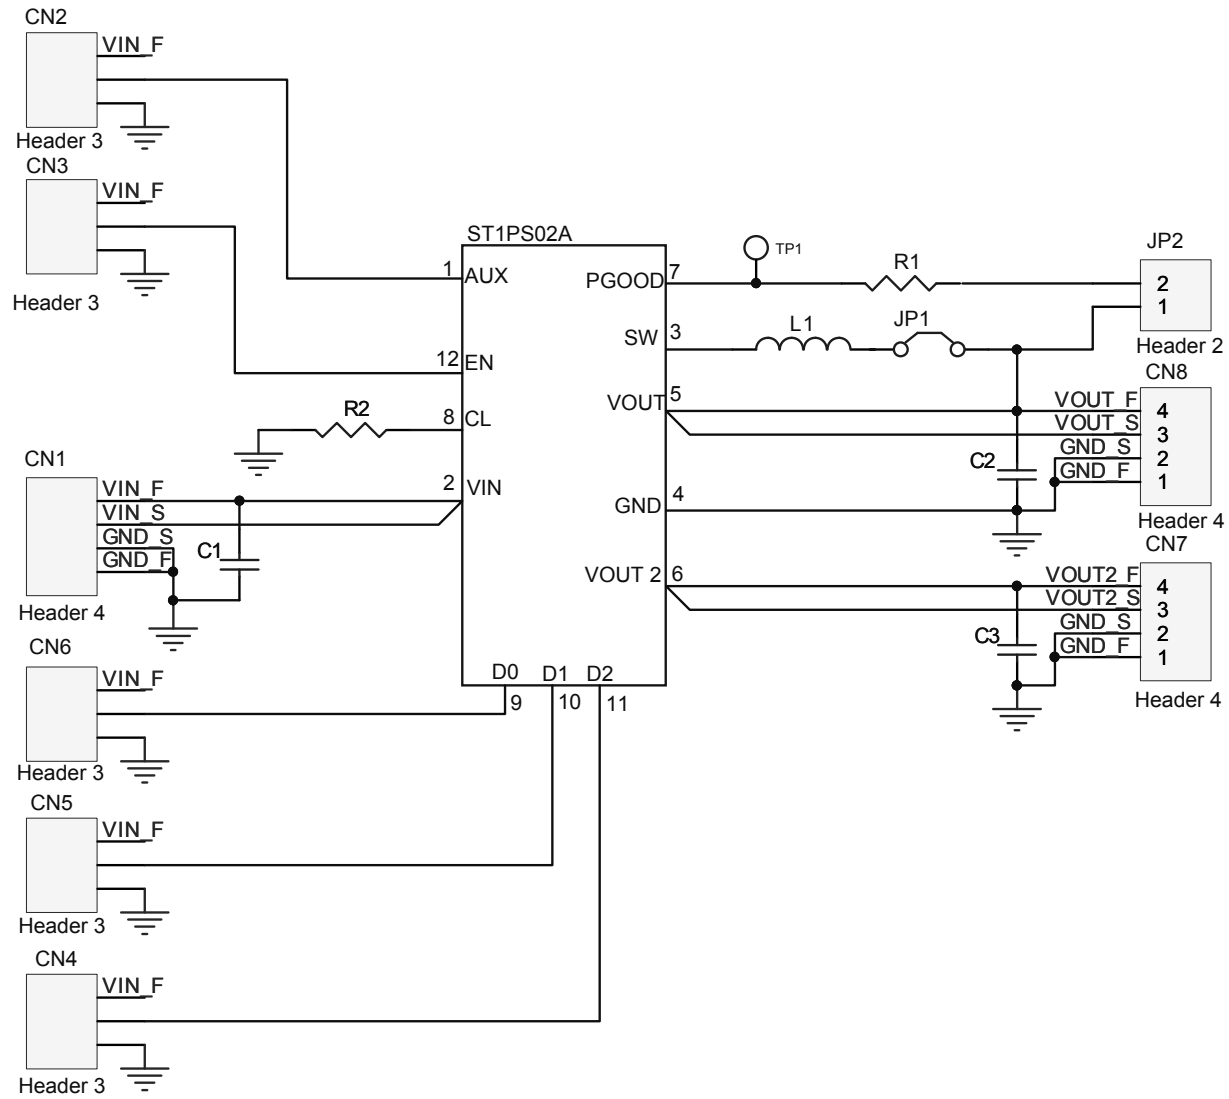 CN2
VIN_F
Header 3
CN3
VIN_F
Header 3
ST1PS02A
1 AUX
12 EN
8 CL
R2
2 VIN
CN1
VIN_F
VIN_S
GND_S
GND_F
C1
Header 4
CN6
VIN_F
Header 3
CN5
VIN_F
Header 3
CN4
VIN_F
Header 3
D0 D1 D2
9 10 11
PGOOD 7
TP1
R1
JP2
2
1
Header 2
SW 3
L1
JP1
VOUT 5
CN8
VOUT_F 4
VOUT_S 3
GND_S 2
GND_F 1
C2
Header 4
GND 4
CN7
VOUT 2 6
VOUT2_F 4
VOUT2_S 3
GND_S 2
GND_F 1
C3
Header 4